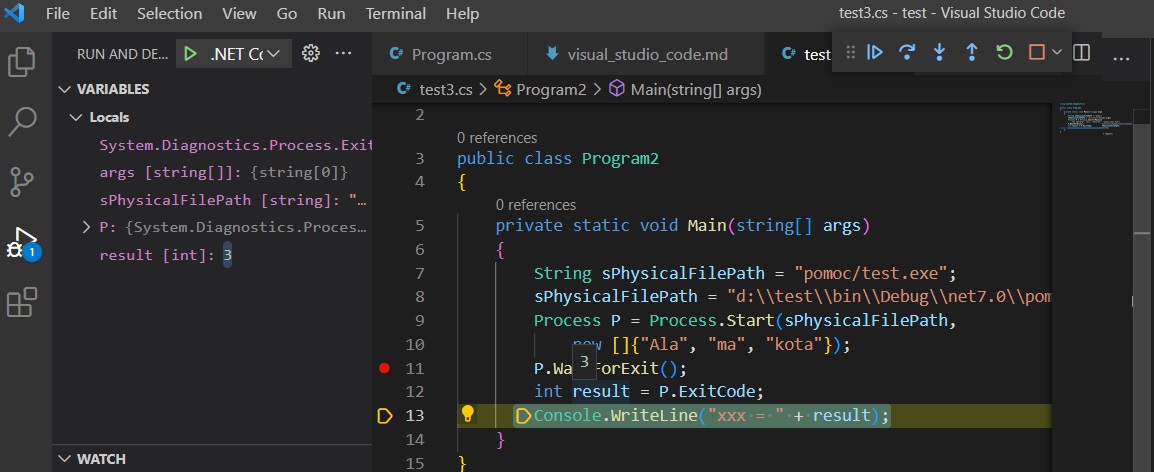 File Edit Selection View Go Run Terminal Help test3.cs - test - Visual Studio Code
RUN AND DE... .NET Cc
Program.cs visual_studio_code.md test
test3.cs > Program2 > Main(string[] args)
VARIABLES
Locals
System.Diagnostics.Process.Exit
args [string[]]: {string[0]}
sPhysicalFilePath [string]: "…
P: {System.Diagnostics.Proces…
result [int]: 3
1
WATCH
2
0 references
3 public class Program2
4 {
0 references
5 private static void Main(string[] args)
6 {
7 String sPhysicalFilePath = "pomoc/test.exe";
8 sPhysicalFilePath = "d:\\test\\bin\\Debug\\net7.0\\pom
9 Process P = Process.Start(sPhysicalFilePath,
10 new []{"Ala", "ma", "kota"});
3
11 P.Wa ForExit();
12 int result = P.ExitCode;
13 Console.WriteLine("xxx = " + result);
14 }
15 }